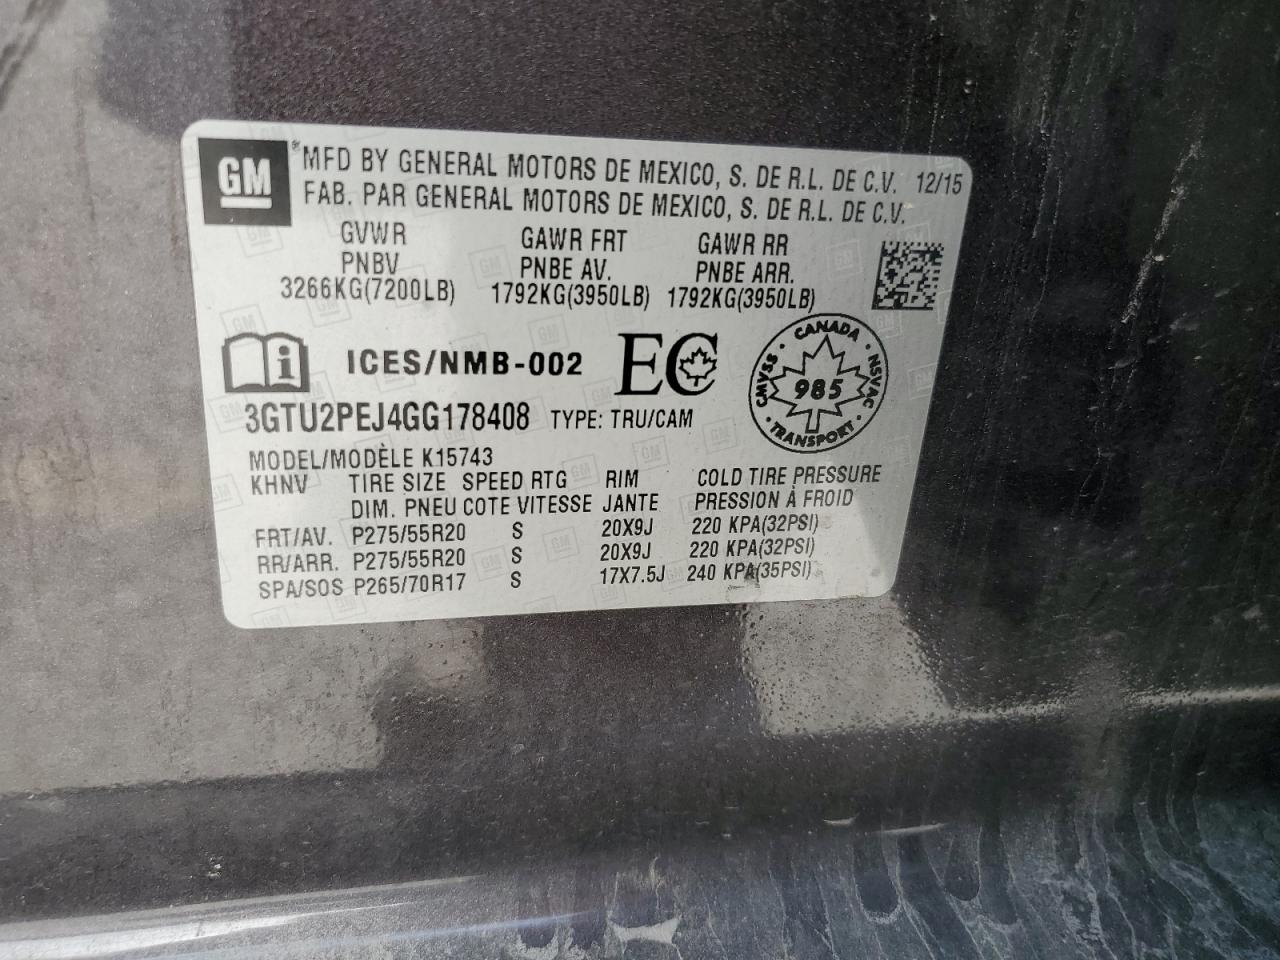 GM ® MFD BY GENERAL MOTORS DE MEXICO, S. DE R.L. DE C.V. 12/15
FAB. PAR GENERAL MOTORS DE MEXICO, S. DE R.L. DE C.V.
GVWR GAWR FRT GAWR RR
PNBV PNBE AV. PNBE ARR.
3266KG(7200LB) 1792KG(3950LB) 1792KG(3950LB)
i ICES/NMB-002 EC
CANADA
CMVSS 985 NSVAC
TRANSPORT
3GTU2PEJ4GG178408 TYPE: TRU/CAM
MODEL/MODÈLE K15743
KHNV TIRE SIZE SPEED RTG RIM COLD TIRE PRESSURE
DIM. PNEU COTE VITESSE JANTE PRESSION À FROID
FRT/AV. P275/55R20 S 20X9J 220 KPA(32PSI)
RR/ARR. P275/55R20 S 20X9J 220 KPA(32PSI)
SPA/SOS P265/70R17 S 17X7.5J 240 KPA(35PSI)